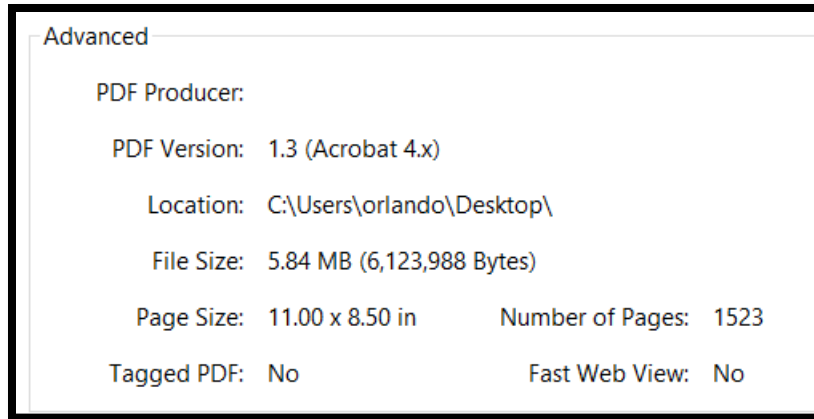 Advanced
PDF Producer:
PDF Version: 1.3 (Acrobat 4.x)
Location: C:\Users\orlando\Desktop\
File Size: 5.84 MB (6,123,988 Bytes)
Page Size: 11.00 x 8.50 in Number of Pages: 1523
Tagged PDF: No Fast Web View: No